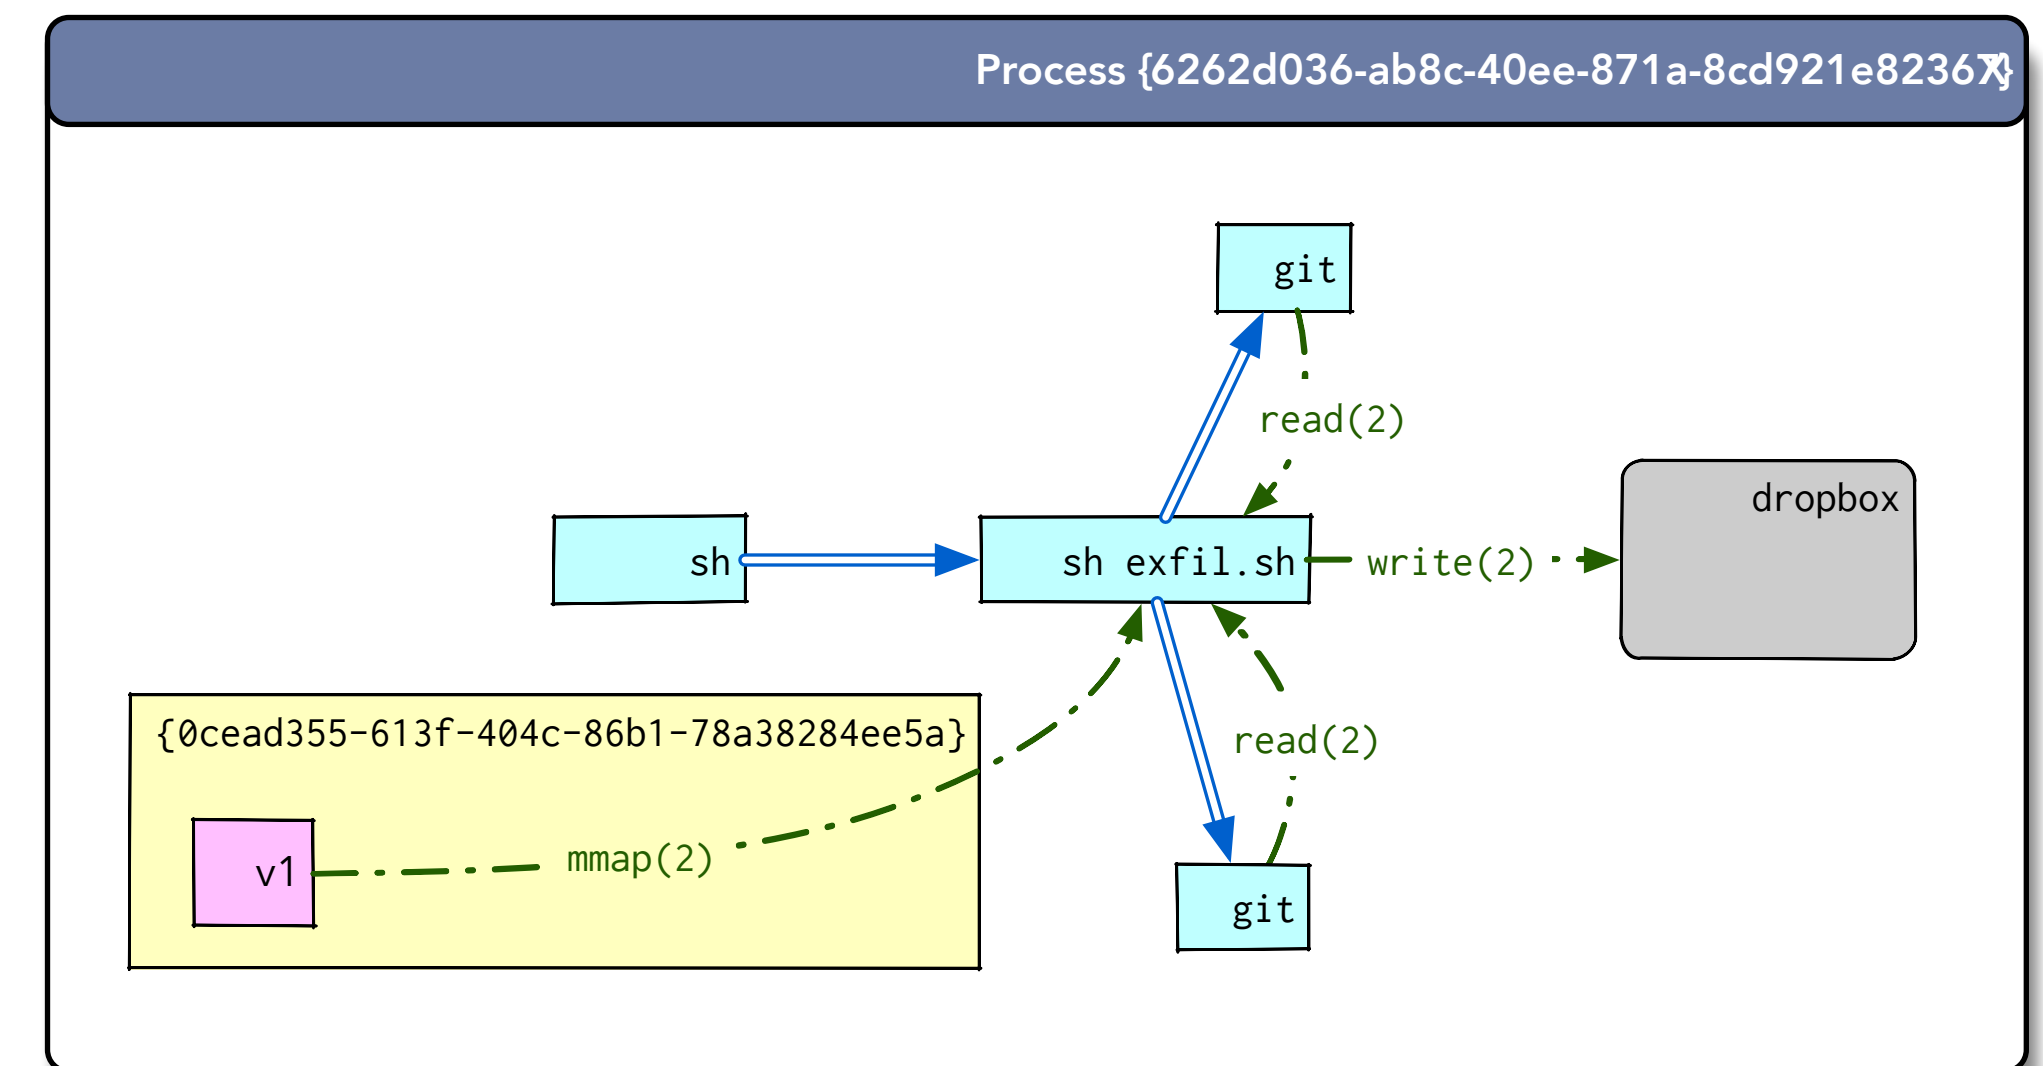 Process {6262d036-ab8c-40ee-871a-8cd921e82367}
git
read(2)
dropbox
sh
sh exfil.sh
write(2)
{0cead355-613f-404c-86b1-78a38284ee5a}
read(2)
mmap(2)
v1
git